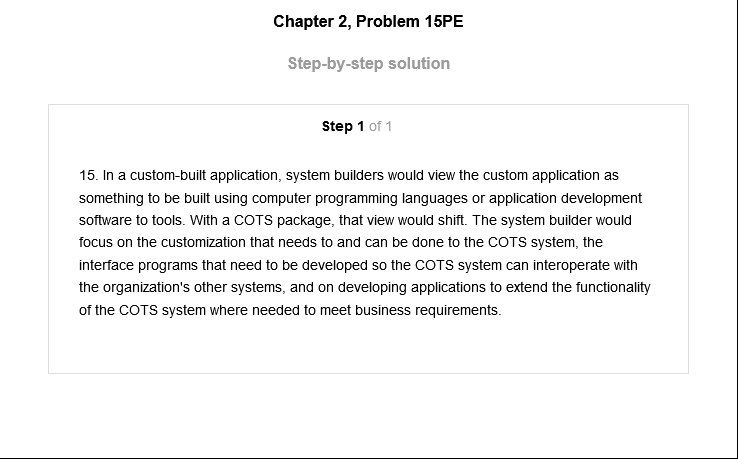 Chapter 2, Problem 15PE
Step-by-step solution
Step 1 of 1
15. In a custom-built application, system builders would view the custom application as
something to be built using computer programming languages or application development
software to tools. With a COTS package, that view would shift. The system builder would
focus on the customization that needs to and can be done to the COTS system, the
interface programs that need to be developed so the COTS system can interoperate with
the organization's other systems, and on developing applications to extend the functionality
of the COTS system where needed to meet business requirements.